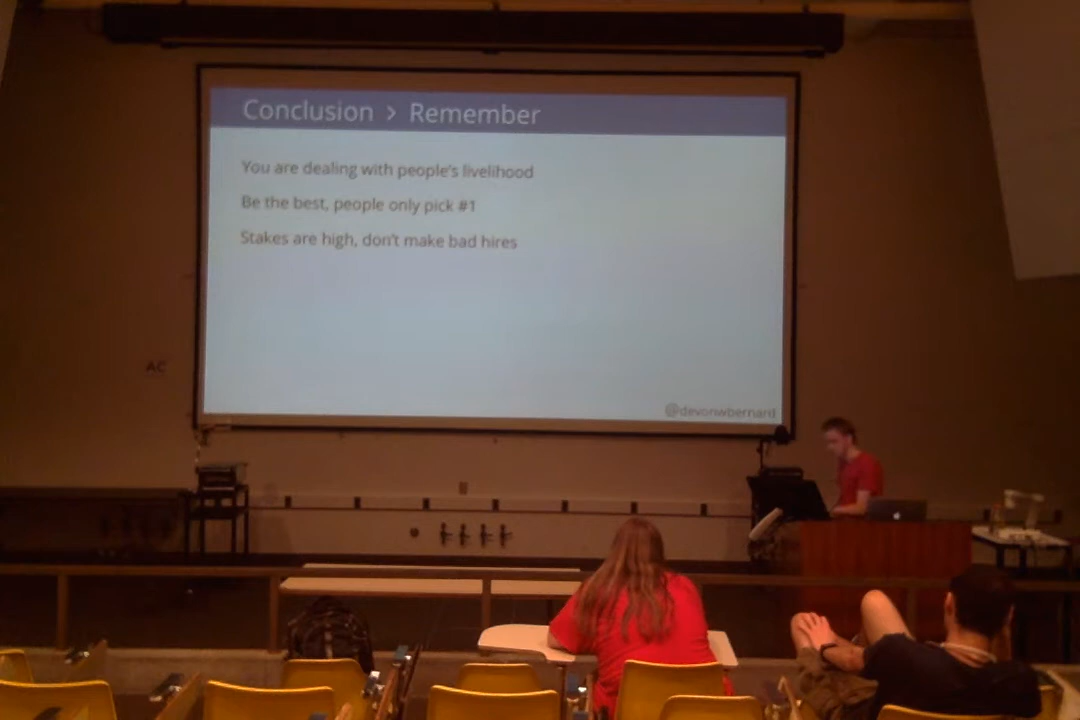 Conclusion > Remember
You are dealing with people's livelihood
Be the best, people only pick #1
Stakes are high, don't make bad hires
@devonwbernard
AC